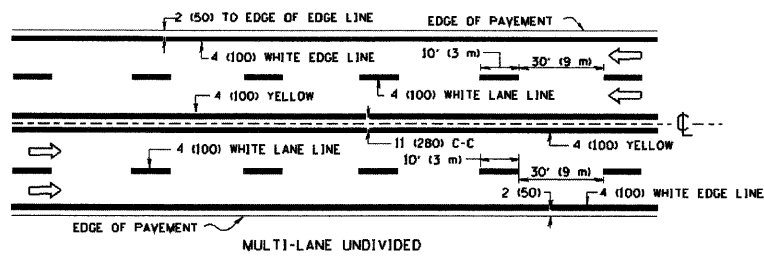 2 (50) TO EDGE OF EDGE LINE
EDGE OF PAVEMENT
4 (100) WHITE EDGE LINE
10' (3 m)
30' (9 m)
4 (100) YELLOW
4 (100) WHITE LANE LINE
℄
4 (100) WHITE LANE LINE
11 (280) C-C
4 (100) YELLOW
10' (3 m)
30' (9 m)
2 (50)
4 (100) WHITE EDGE LINE
EDGE OF PAVEMENT
MULTI-LANE UNDIVIDED